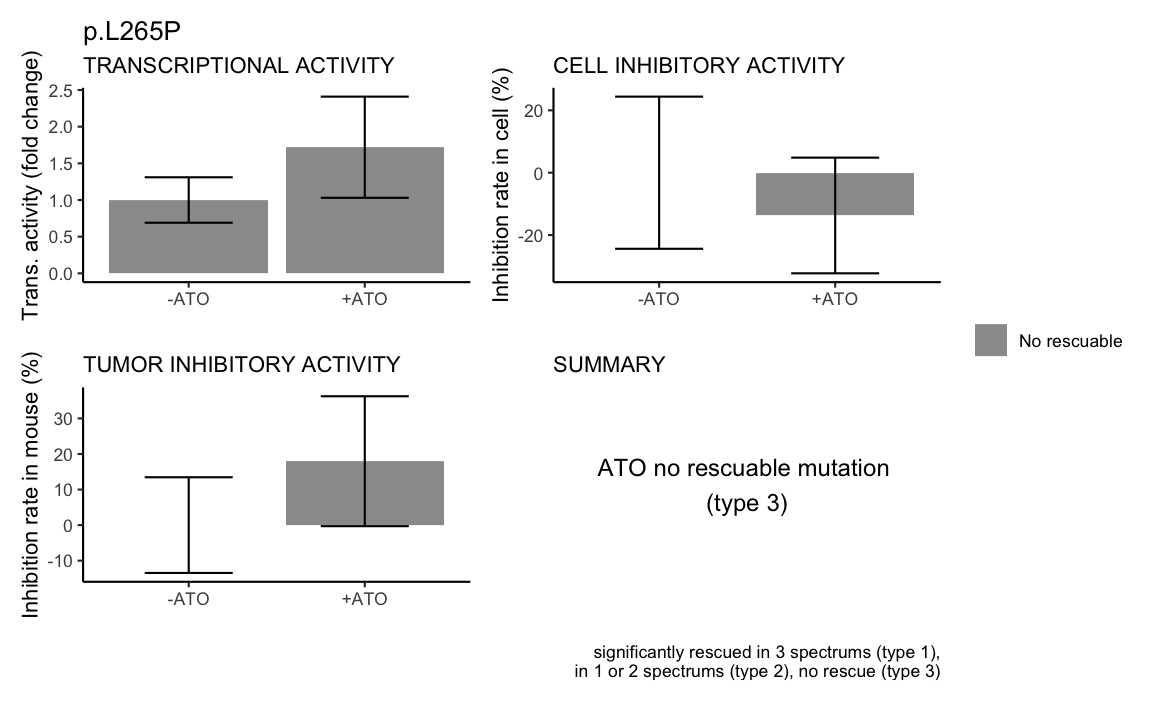 p.L265P
TRANSCRIPTIONAL ACTIVITY
Trans. activity (fold change)
2.5
2.0
1.5
1.0
0.5
0.0
-ATO
+ATO
CELL INHIBITORY ACTIVITY
Inhibition rate in cell (%)
20
0
-20
-ATO
+ATO
No rescuable
TUMOR INHIBITORY ACTIVITY
Inhibition rate in mouse (%)
30
20
10
0
-10
-ATO
+ATO
SUMMARY
ATO no rescuable mutation
(type 3)
significantly rescued in 3 spectrums (type 1),
in 1 or 2 spectrums (type 2), no rescue (type 3)